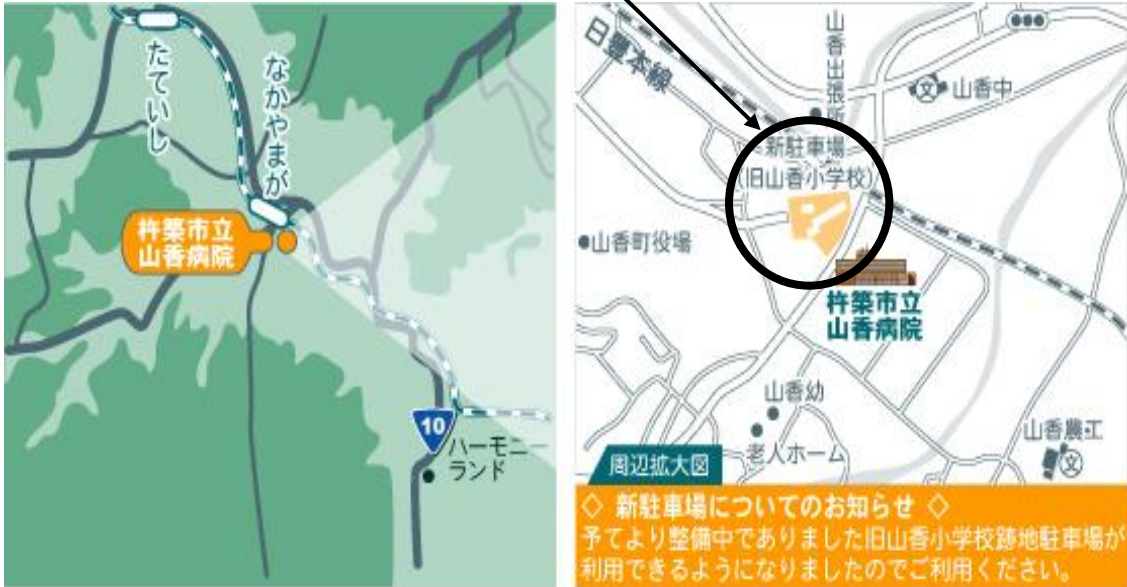 たていし
なかやまが
杵築市立
山香病院
10
ハーモニー
ランド
日豊本線
山香出張所
文
山香中
新駐車場
(旧山香小学校)
山香町役場
杵築市立
山香病院
山香幼
老人ホーム
山香農工
文
周辺拡大図
◇ 新駐車場についてのお知らせ ◇
予てより整備中でありました旧山香小学校跡地駐車場が
利用できるようになりましたのでご利用ください。